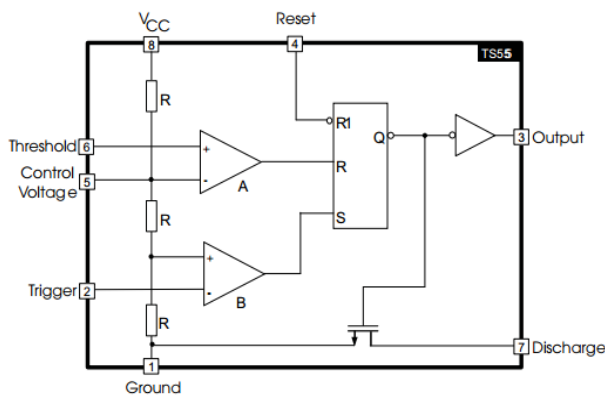 VCC
Reset
8
4
TS555
R
R1
Threshold
6
+
Q
3
Output
A
R
Control
Voltage
5
-
R
S
+
Trigger
2
-
B
R
7
Discharge
1
Ground